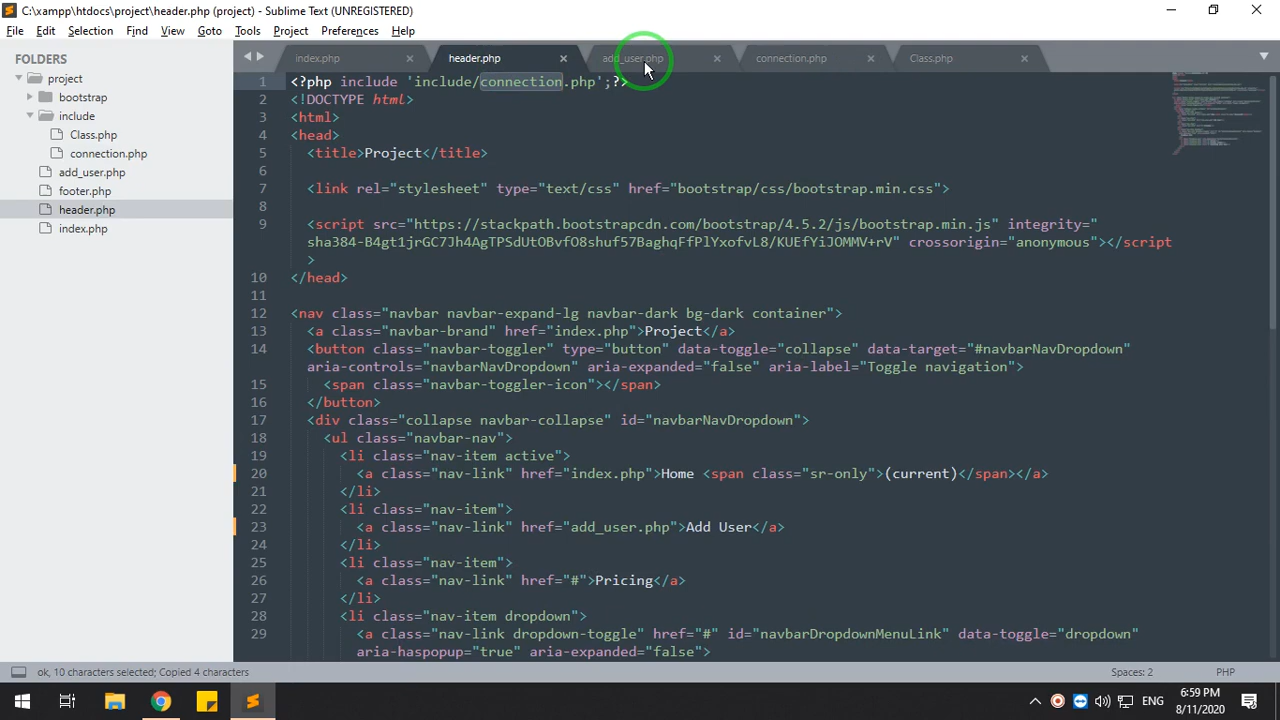 C:\xampp\htdocs\project\header.php (project) - Sublime Text (UNREGISTERED)
File Edit Selection Find View Goto Tools Project Preferences Help
FOLDERS
project
bootstrap
include
Class.php
connection.php
add_user.php
footer.php
header.php
index.php
index.php header.php add_user.php connection.php Class.php
1 <?php include 'include/connection.php';?>
2 <!DOCTYPE html>
3 <html>
4 <head>
5 <title>Project</title>
6
7 <link rel="stylesheet" type="text/css" href="bootstrap/css/bootstrap.min.css">
8
9 <script src="https://stackpath.bootstrapcdn.com/bootstrap/4.5.2/js/bootstrap.min.js" integrity="
sha384-B4gt1jrGC7Jh4AgTPSdUtOBvfO8shuf57BaghqFfPlYxofvL8/KUEfYiJOMMV+rV" crossorigin="anonymous"></script
>
10 </head>
11
12 <nav class="navbar navbar-expand-lg navbar-dark bg-dark container">
13 <a class="navbar-brand" href="index.php">Project</a>
14 <button class="navbar-toggler" type="button" data-toggle="collapse" data-target="#navbarNavDropdown"
aria-controls="navbarNavDropdown" aria-expanded="false" aria-label="Toggle navigation">
15 <span class="navbar-toggler-icon"></span>
16 </button>
17 <div class="collapse navbar-collapse" id="navbarNavDropdown">
18 <ul class="navbar-nav">
19 <li class="nav-item active">
20 <a class="nav-link" href="index.php">Home <span class="sr-only">(current)</span></a>
21 </li>
22 <li class="nav-item">
23 <a class="nav-link" href="add_user.php">Add User</a>
24 </li>
25 <li class="nav-item">
26 <a class="nav-link" href="#">Pricing</a>
27 </li>
28 <li class="nav-item dropdown">
29 <a class="nav-link dropdown-toggle" href="#" id="navbarDropdownMenuLink" data-toggle="dropdown"
aria-haspopup="true" aria-expanded="false">
ok, 10 characters selected; Copied 4 characters
Spaces: 2
PHP
ENG
6:59 PM
8/11/2020